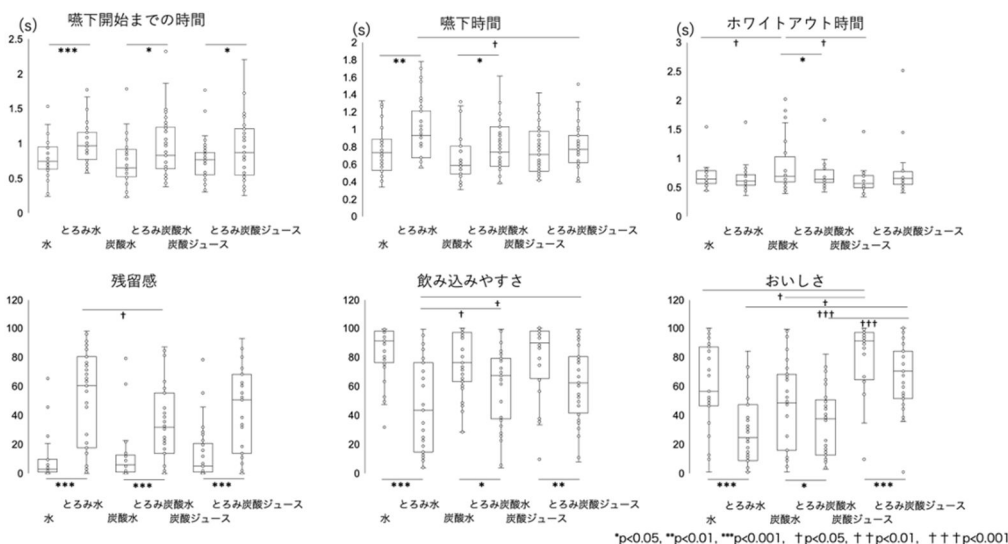 嚥下開始までの時間
(s)
2.5
***
*
*
2
1.5
1
0.5
0
とろみ水 とろみ炭酸水 とろみ炭酸ジュース
水 炭酸水 炭酸ジュース
嚥下時間
(s)
2
†
1.8
**
*
1.6
1.4
1.2
1
0.8
0.6
0.4
0.2
0
とろみ水 とろみ炭酸水 とろみ炭酸ジュース
水 炭酸水 炭酸ジュース
ホワイトアウト時間
(s)
3
† †
*
2.5
2
1.5
1
0.5
0
とろみ水 とろみ炭酸水 とろみ炭酸ジュース
水 炭酸水 炭酸ジュース
残留感
120
†
100
80
60
40
20
0
*** *** ***
とろみ水 とろみ炭酸水 とろみ炭酸ジュース
水 炭酸水 炭酸ジュース
飲み込みやすさ
120
†
†
100
80
60
40
20
0
*** * **
とろみ水 とろみ炭酸水 とろみ炭酸ジュース
水 炭酸水 炭酸ジュース
おいしさ
120
†
†
†††
†††
100
80
60
40
20
0
*** * ***
とろみ水 とろみ炭酸水 とろみ炭酸ジュース
水 炭酸水 炭酸ジュース
*p<0.05, **p<0.01, ***p<0.001, †p<0.05, ††p<0.01, †††p<0.001